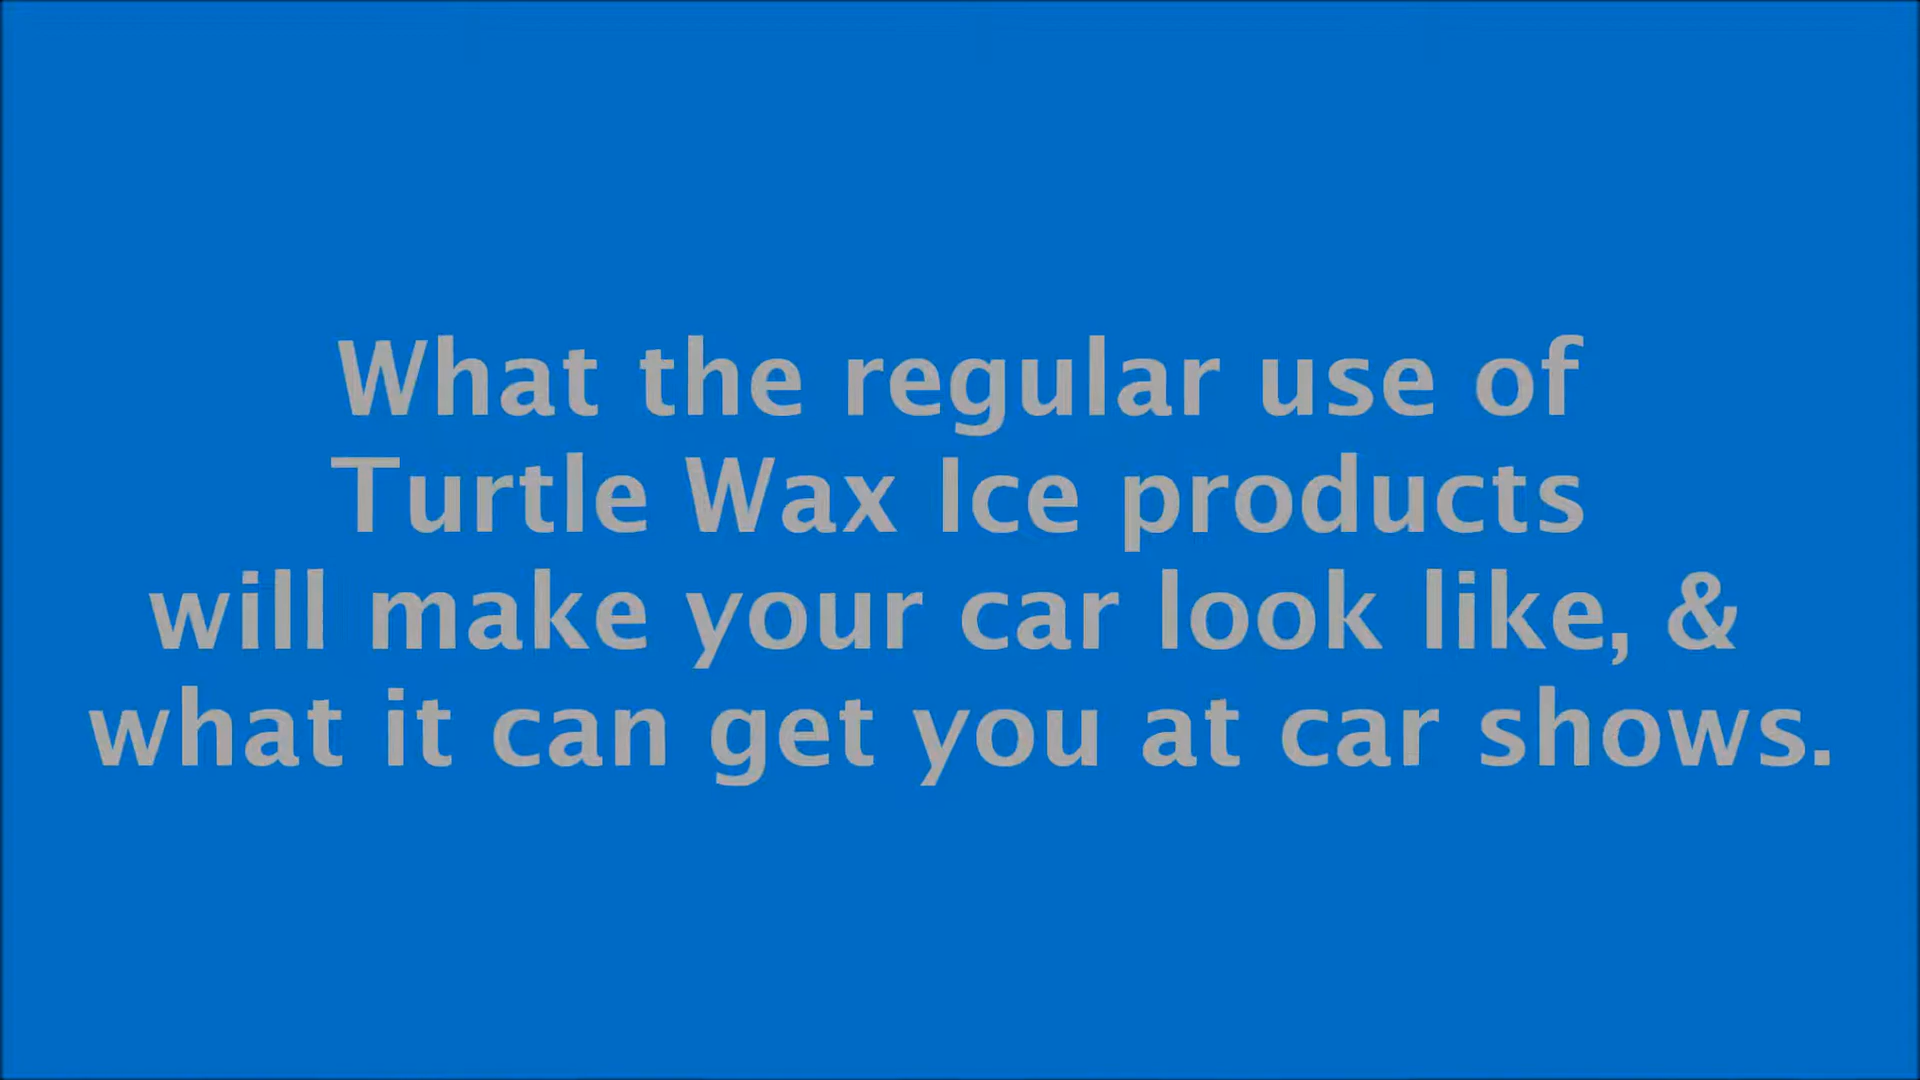 What the regular use of
Turtle Wax Ice products
will make your car look like, &
what it can get you at car shows.